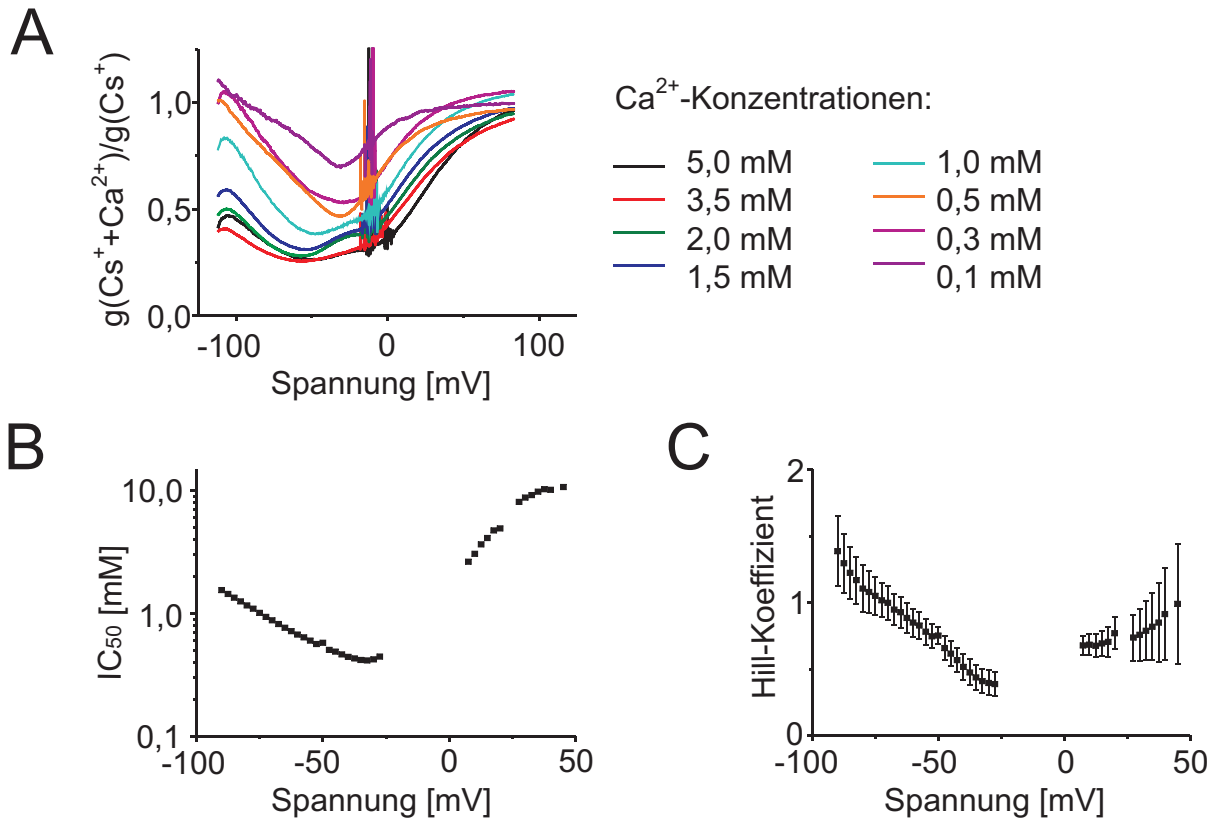 A
g(Cs⁺+Ca²⁺)/g(Cs⁺)
1,0
0,5
0,0
-100
0
100
Spannung [mV]
Ca²⁺-Konzentrationen:
5,0 mM
3,5 mM
2,0 mM
1,5 mM
1,0 mM
0,5 mM
0,3 mM
0,1 mM
B
IC₅₀ [mM]
10,0
1,0
0,1
-100
-50
0
50
Spannung [mV]
C
Hill-Koeffizient
2
1
0
-100
-50
0
50
Spannung [mV]